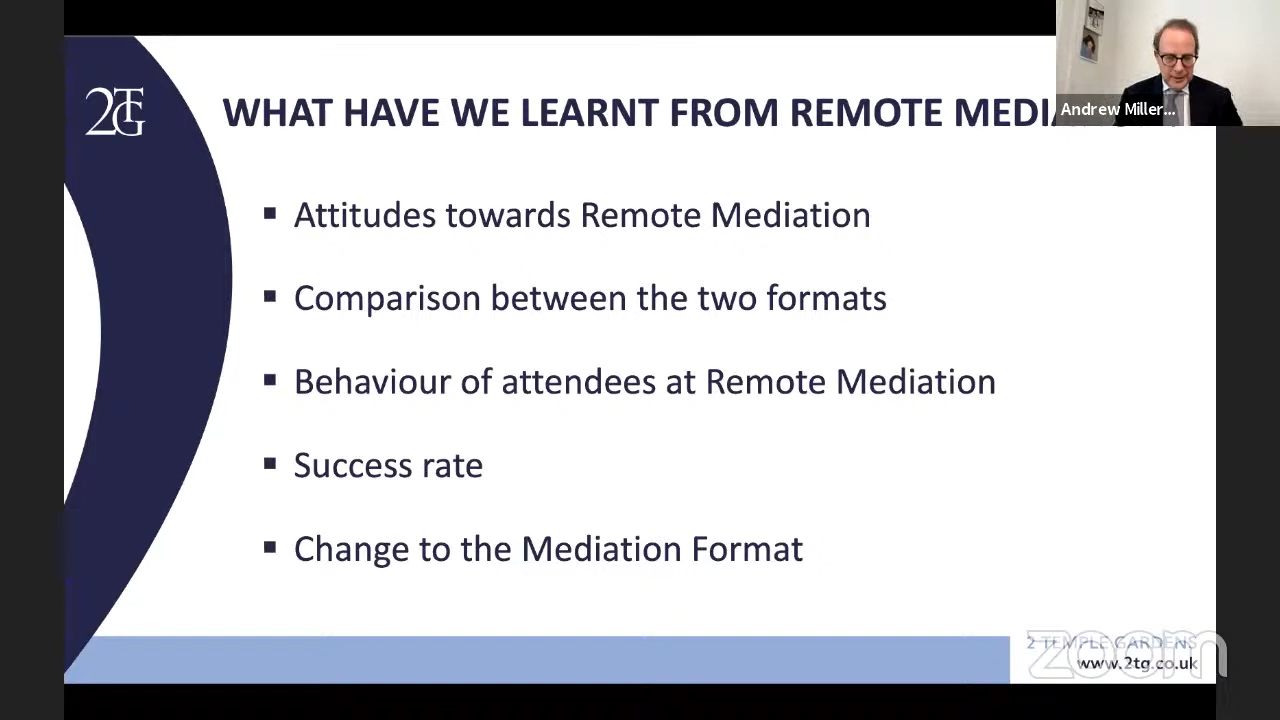 2TG
WHAT HAVE WE LEARNT FROM REMOTE MEDI
Andrew Miller...
▪ Attitudes towards Remote Mediation
▪ Comparison between the two formats
▪ Behaviour of attendees at Remote Mediation
▪ Success rate
▪ Change to the Mediation Format
2 TEMPLE GARDENS
zoom
www.2tg.co.uk